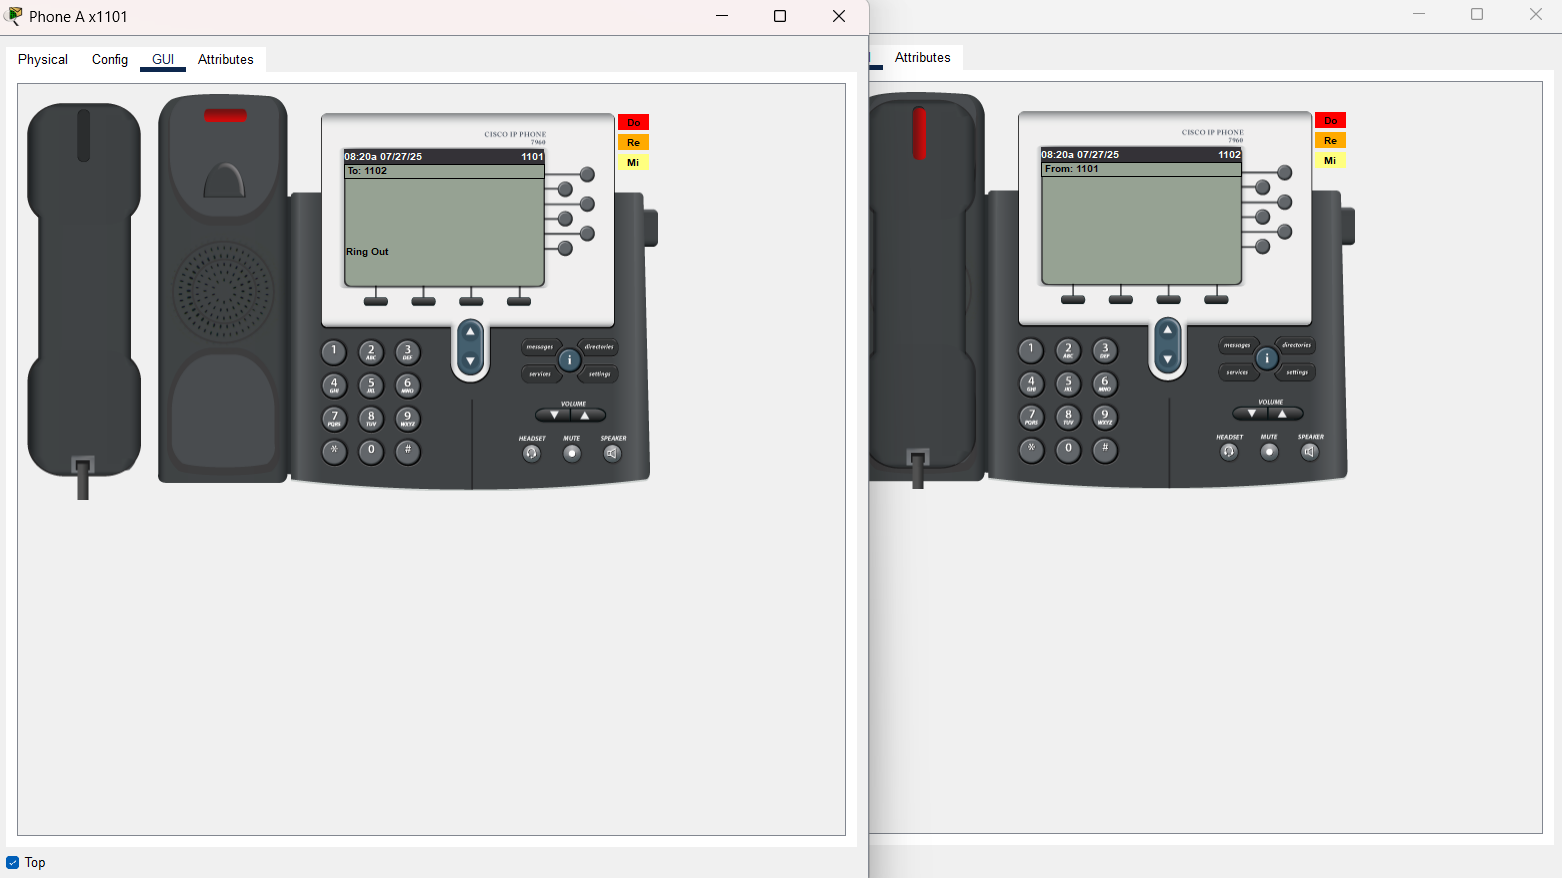 Phone A x1101
Physical Config GUI Attributes
CISCO IP PHONE
7960
08:20a 07/27/25 1101
To: 1102
Ring Out
Do
Re
Mi
1 2 ABC 3 DEF
4 GHI 5 JKL 6 MNO
7 PQRS 8 TUV 9 WXYZ
* 0 #
messages directories
i
services settings
VOLUME
HEADSET MUTE SPEAKER
Top
Attributes
CISCO IP PHONE
7960
08:20a 07/27/25 1102
From: 1101
Do
Re
Mi
1 2 ABC 3 DEF
4 GHI 5 JKL 6 MNO
7 PQRS 8 TUV 9 WXYZ
* 0 #
messages directories
i
services settings
VOLUME
HEADSET MUTE SPEAKER